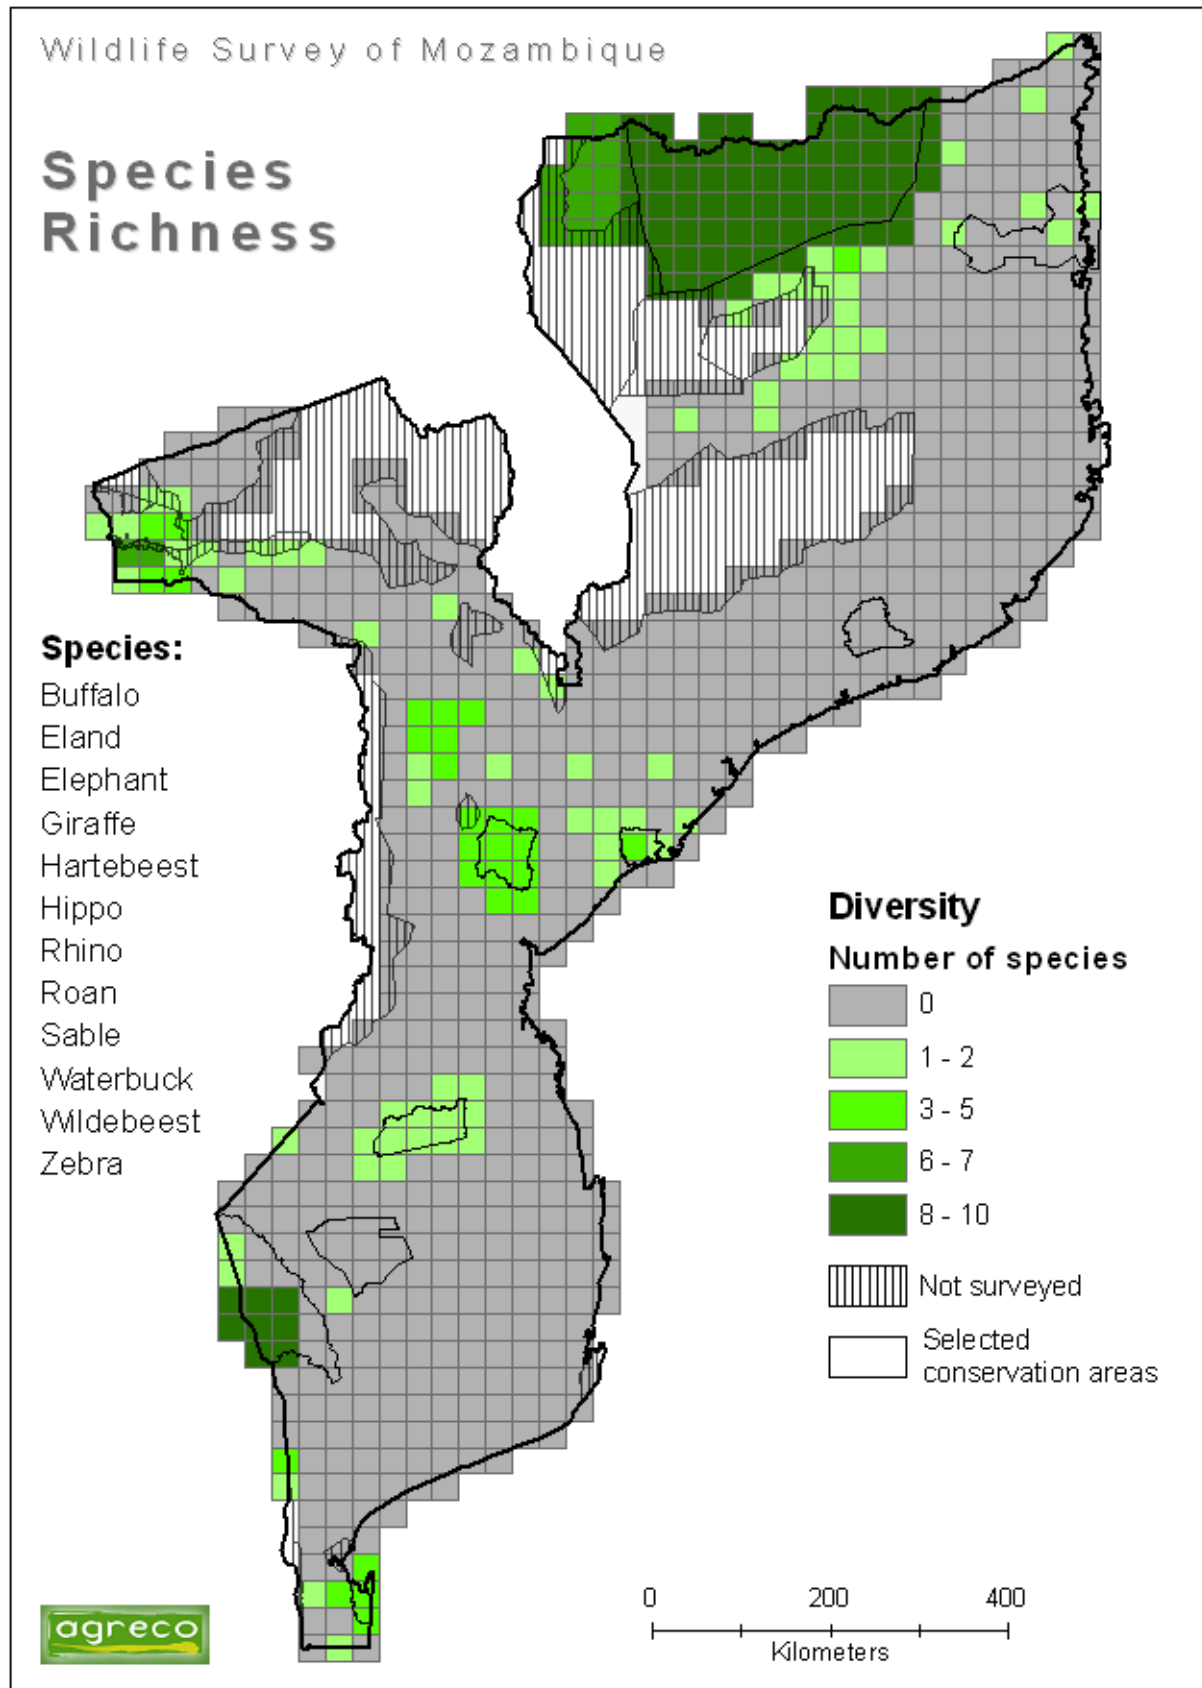 Wildlife Survey of Mozambique
Species
Richness
Species:
Buffalo
Eland
Elephant
Giraffe
Hartebeest
Hippo
Rhino
Roan
Sable
Waterbuck
Wildebeest
Zebra
Diversity
Number of species
0
1 - 2
3 - 5
6 - 7
8 - 10
Not surveyed
Selected
conservation areas
agreco
0 200 400
Kilometers